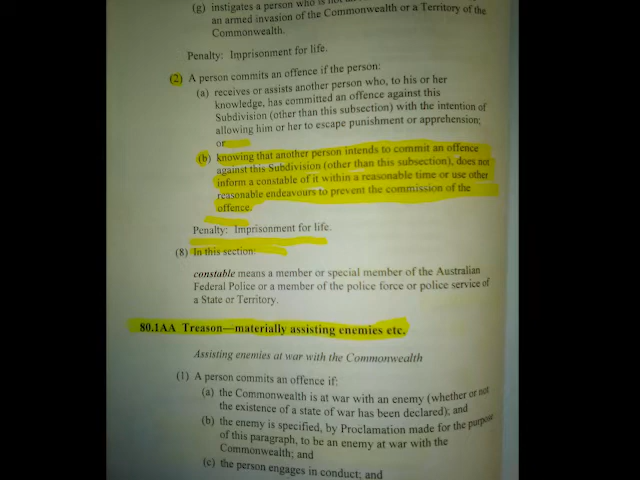 (g) instigates a person who is not an
an armed invasion of the Commonwealth or a Territory of the
Commonwealth.
Penalty: Imprisonment for life.
(2) A person commits an offence if the person:
(a) receives or assists another person who, to his or her
knowledge, has committed an offence against this
Subdivision (other than this subsection) with the intention of
allowing him or her to escape punishment or apprehension;
or
(b) knowing that another person intends to commit an offence
against this Subdivision (other than this subsection), does not
inform a constable of it within a reasonable time or use other
reasonable endeavours to prevent the commission of the
offence.
Penalty: Imprisonment for life.
(8) In this section:
constable means a member or special member of the Australian
Federal Police or a member of the police force or police service of
a State or Territory.
80.1AA Treason—materially assisting enemies etc.
Assisting enemies at war with the Commonwealth
(1) A person commits an offence if:
(a) the Commonwealth is at war with an enemy (whether or not
the existence of a state of war has been declared); and
(b) the enemy is specified, by Proclamation made for the purpose
of this paragraph, to be an enemy at war with the
Commonwealth; and
(c) the person engages in conduct; and